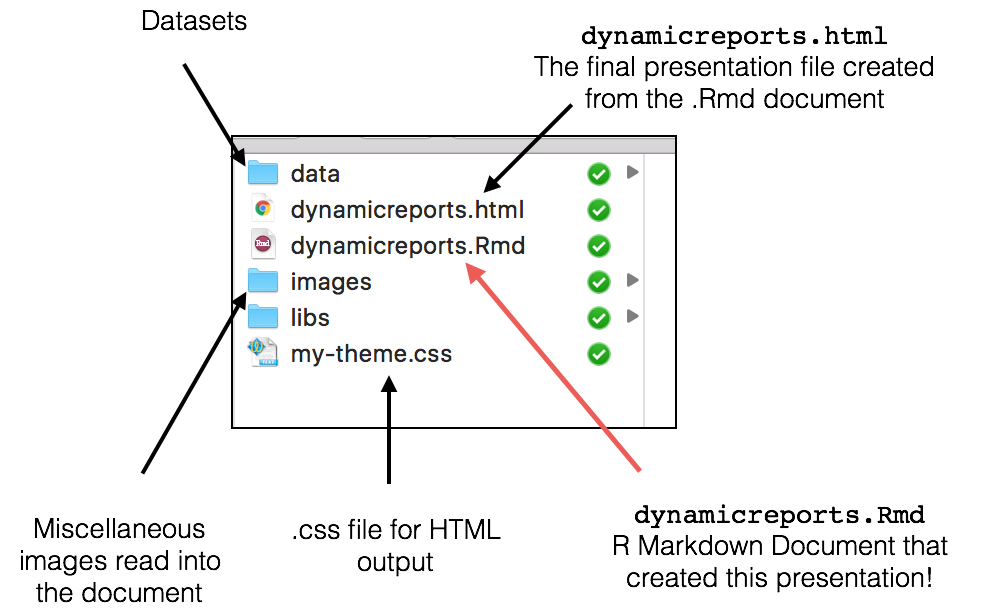 Datasets
dynamicreports.html
The final presentation file created
from the .Rmd document
data
dynamicreports.html
Rmd
dynamicreports.Rmd
images
libs
my-theme.css
Miscellaneous
images read into
the document
.css file for HTML
output
dynamicreports.Rmd
R Markdown Document that
created this presentation!